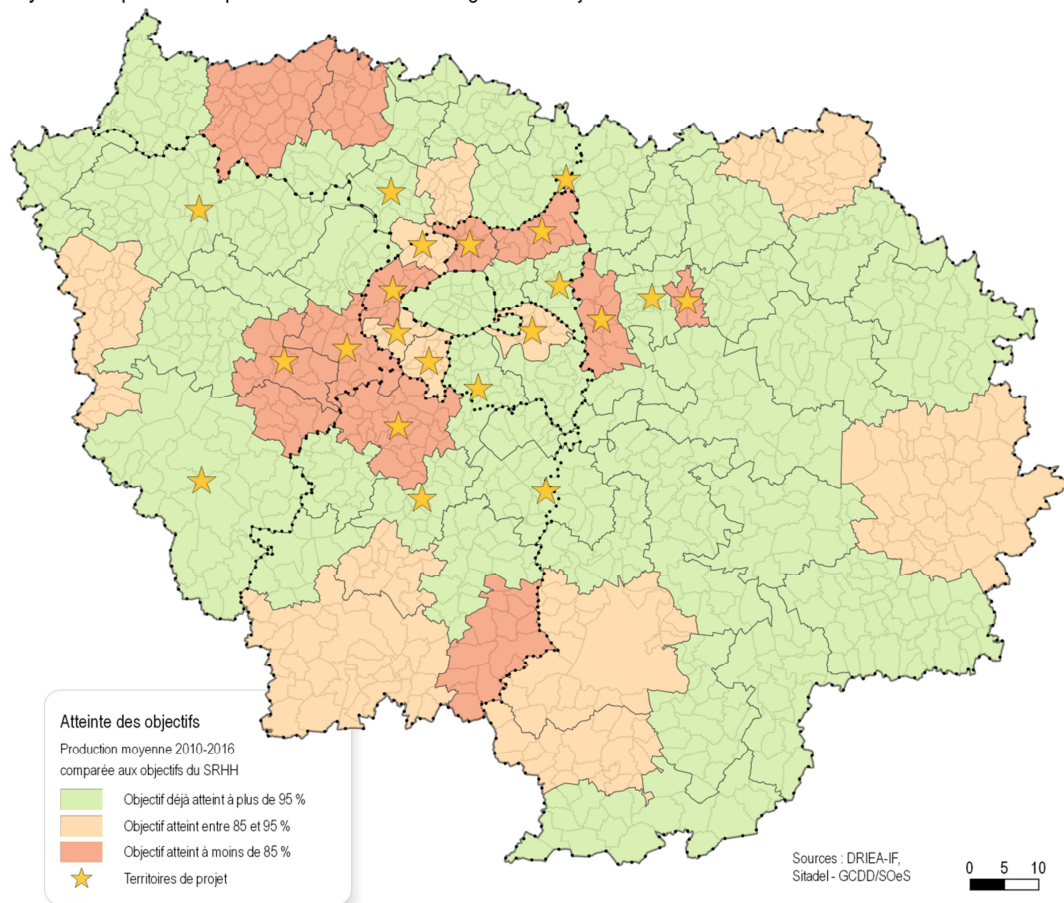 Atteinte des objectifs
Production moyenne 2010-2016
comparée aux objectifs du SRHH
Objectif déjà atteint à plus de 95 %
Objectif atteint entre 85 et 95 %
Objectif atteint à moins de 85 %
Territoires de projet
Sources : DRIEA-IF,
Sitadel - GCDD/SOeS
0 5 10